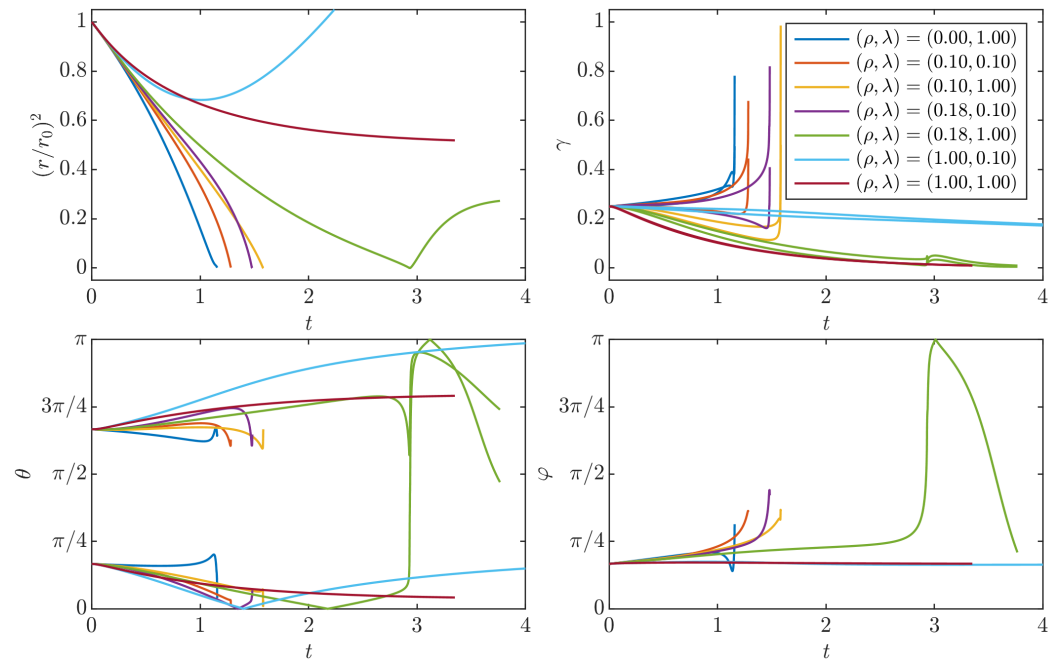 1
0.8
0.6
0.4
0.2
0
(r/r₀)²
0 1 2 3 4
t
1
0.8
0.6
0.4
0.2
0
γ
0 1 2 3 4
t
(ρ, λ) = (0.00, 1.00)
(ρ, λ) = (0.10, 0.10)
(ρ, λ) = (0.10, 1.00)
(ρ, λ) = (0.18, 0.10)
(ρ, λ) = (0.18, 1.00)
(ρ, λ) = (1.00, 0.10)
(ρ, λ) = (1.00, 1.00)
π
3π/4
π/2
π/4
0
θ
0 1 2 3 4
t
π
3π/4
π/2
π/4
0
φ
0 1 2 3 4
t